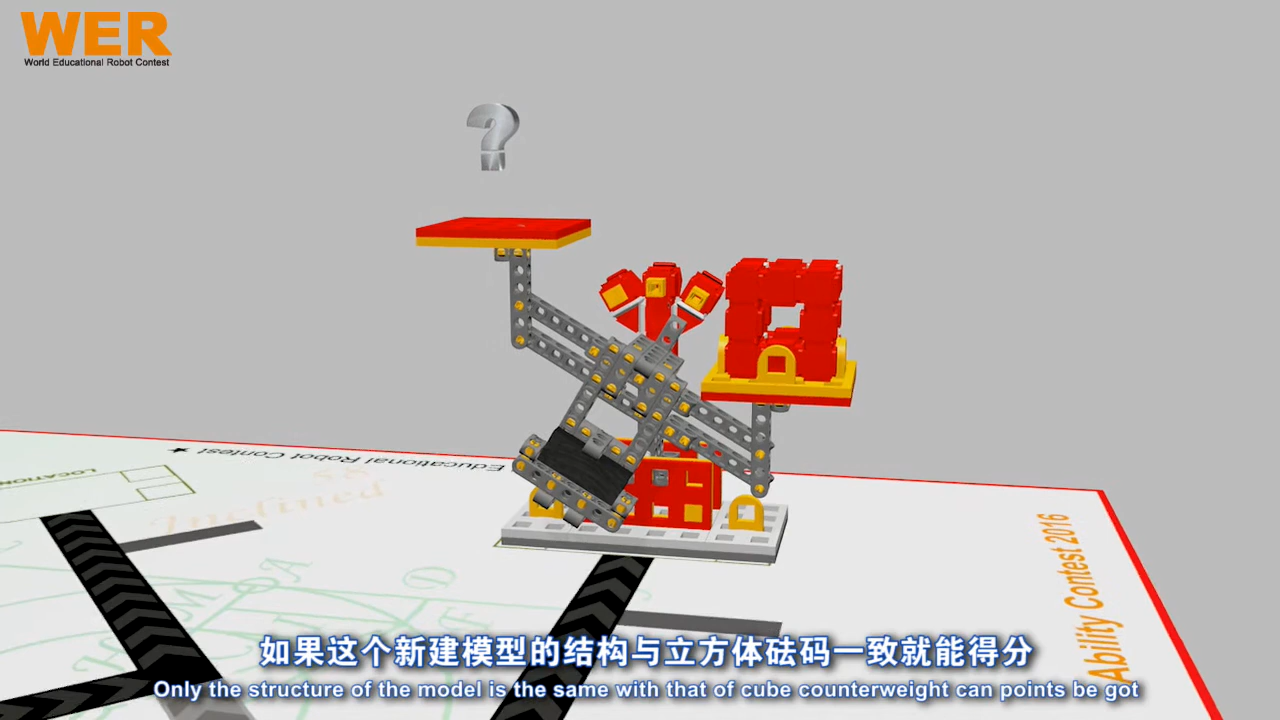 WER
World Educational Robot Contest
?
LOCATION
Educational Robot Contest
Inclined
Ability Contest 2016
如果这个新建模型的结构与立方体砝码一致就能得分
Only the structure of the model is the same with that of cube counterweight can points be got